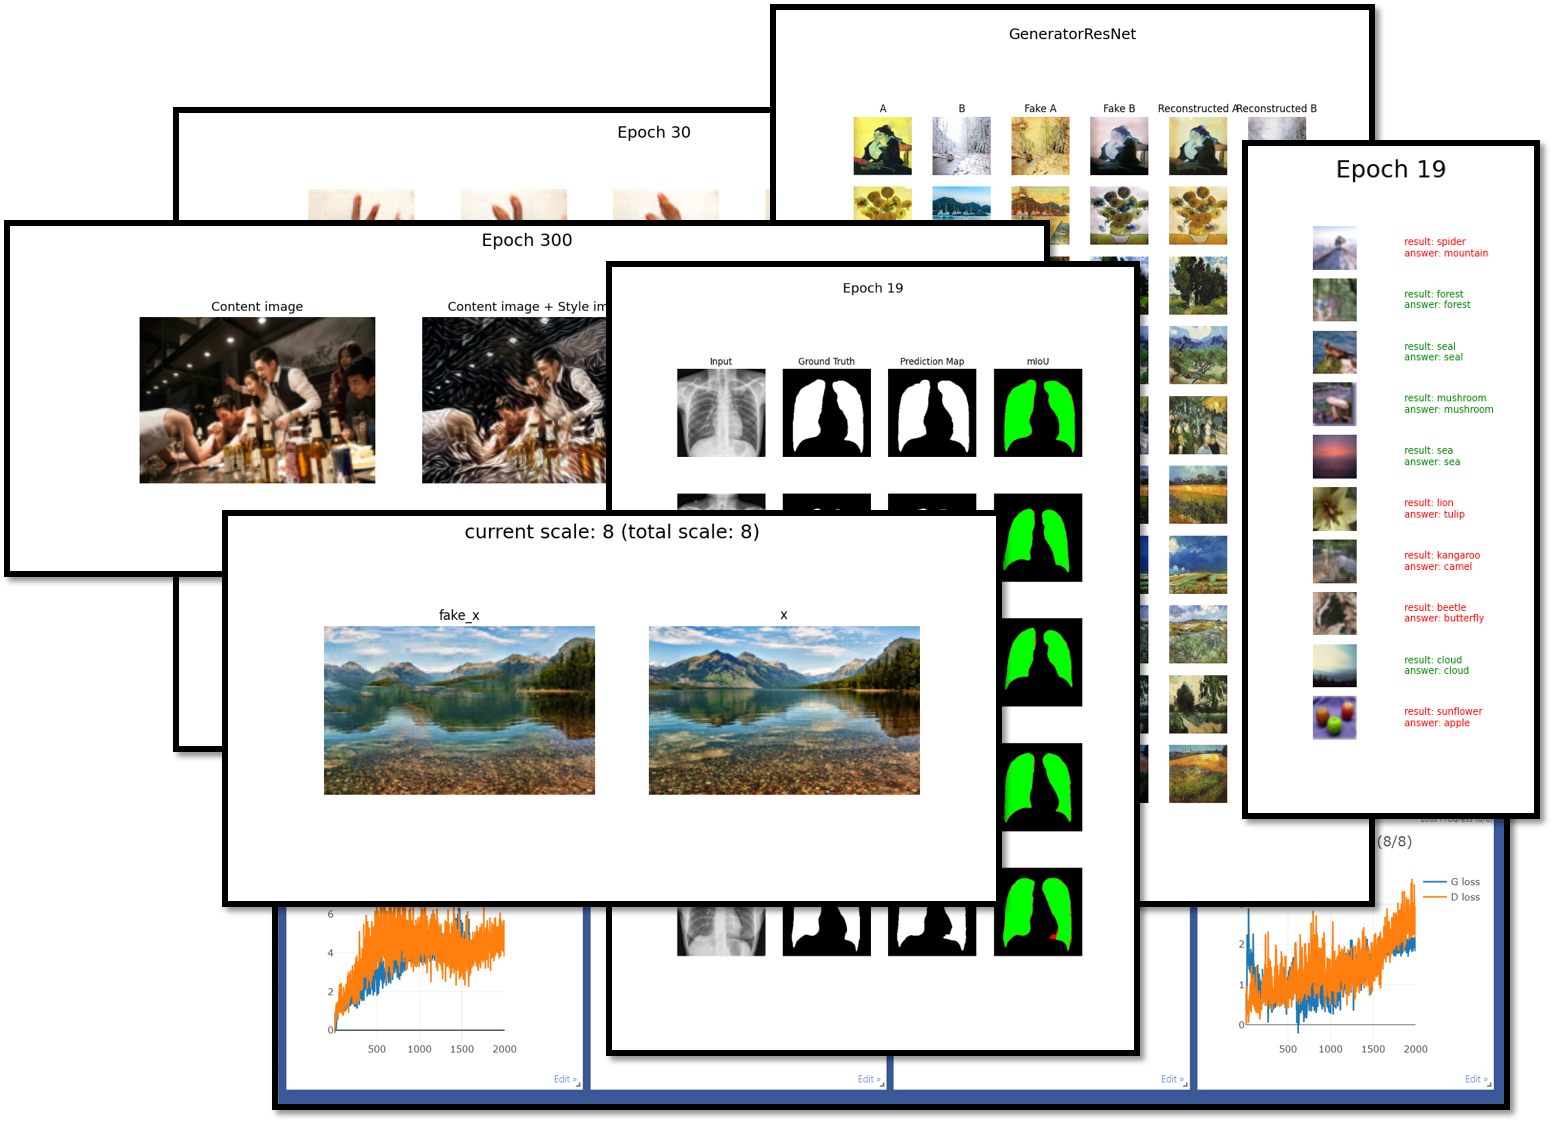 GeneratorResNet
A B Fake A Fake B Reconstructed A Reconstructed B
Epoch 30
Epoch 300
Content image
Content image + Style im
Epoch 19
Input Ground Truth Prediction Map mIoU
current scale: 8 (total scale: 8)
fake_x x
Epoch 19
result: spider
answer: mountain
result: forest
answer: forest
result: seal
answer: seal
result: mushroom
answer: mushroom
result: sea
answer: sea
result: lion
answer: tulip
result: kangaroo
answer: camel
result: beetle
answer: butterfly
result: cloud
answer: cloud
result: sunflower
answer: apple
(8/8)
G loss
D loss
6
4
2
0
500 1000 1500 2000
Edit »
Edit »
Edit »
2
1
0
500 1000 1500 2000
Edit »